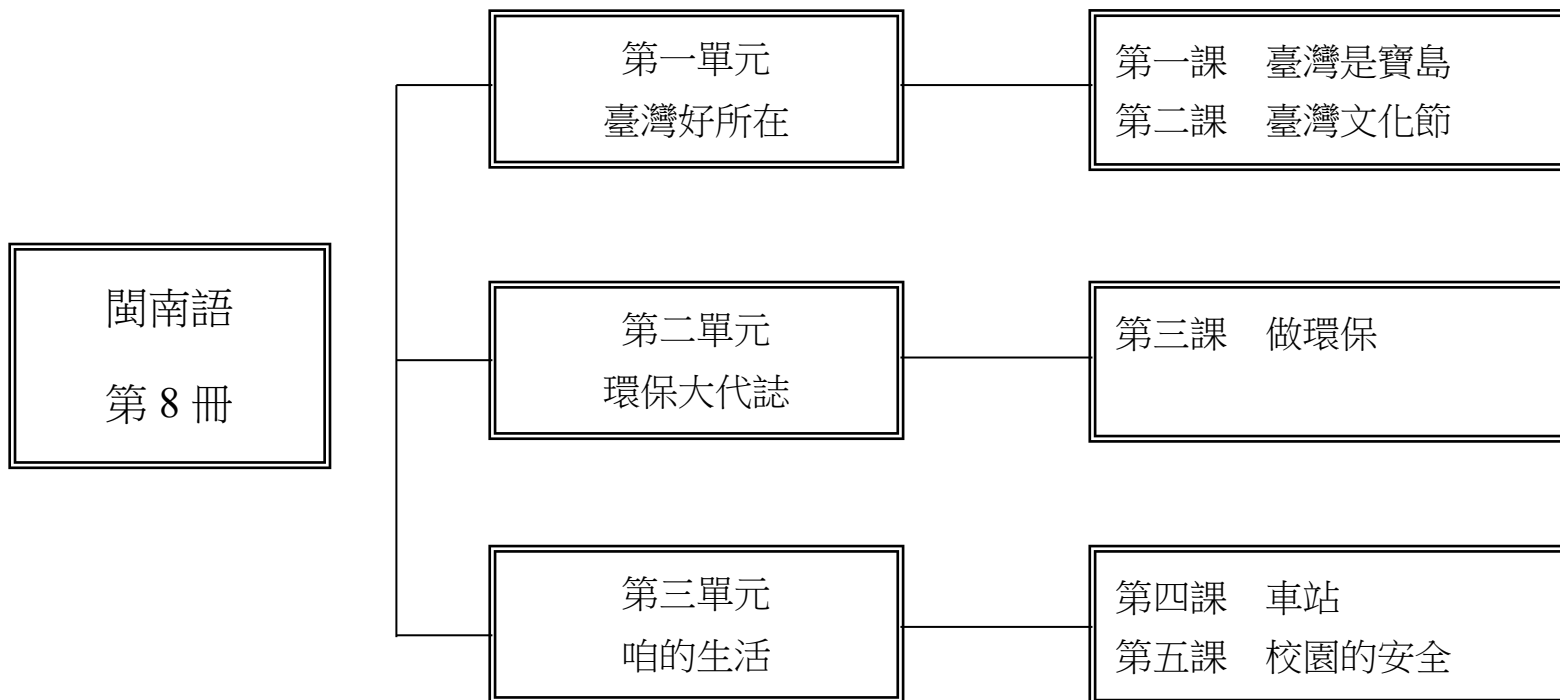 第一單元
臺灣好所在
第一課　臺灣是寶島
第二課　臺灣文化節
閩南語
第 8 冊
第二單元
環保大代誌
第三課　做環保
第三單元
咱的生活
第四課　車站
第五課　校園的安全